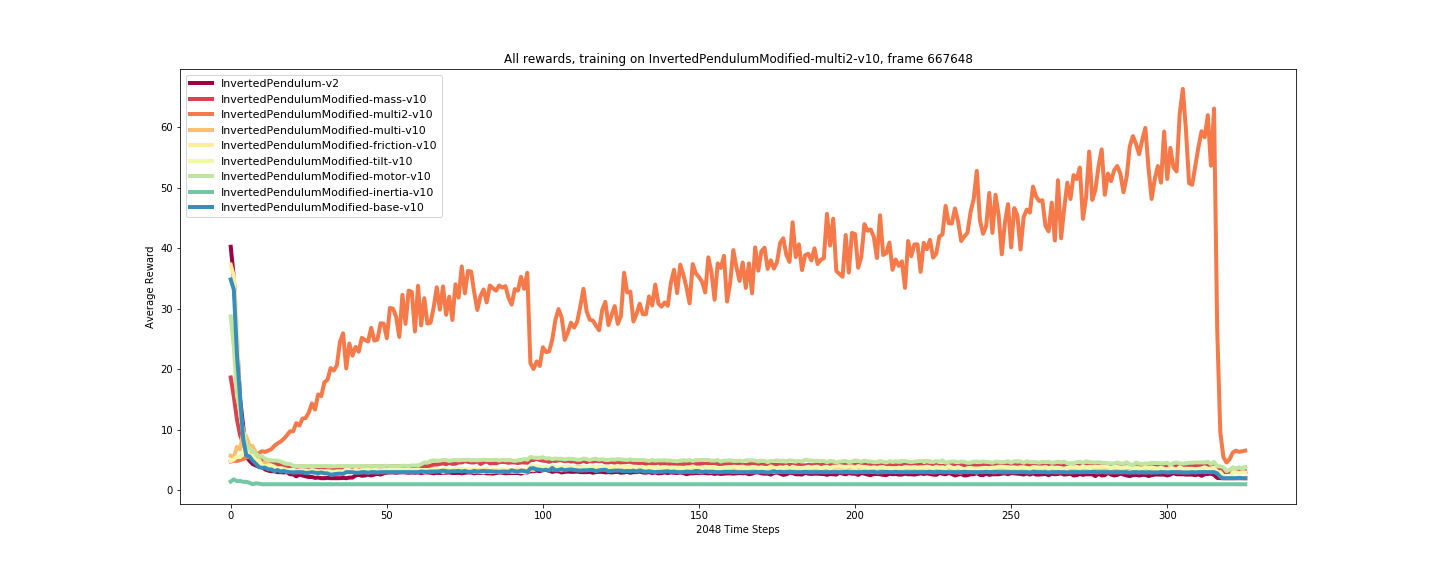 All rewards, training on InvertedPendulumModified-multi2-v10, frame 667648
InvertedPendulum-v2
InvertedPendulumModified-mass-v10
InvertedPendulumModified-multi2-v10
InvertedPendulumModified-multi-v10
InvertedPendulumModified-friction-v10
InvertedPendulumModified-tilt-v10
InvertedPendulumModified-motor-v10
InvertedPendulumModified-inertia-v10
InvertedPendulumModified-base-v10
Average Reward
60
50
40
30
20
10
0
0 50 100 150 200 250 300
2048 Time Steps